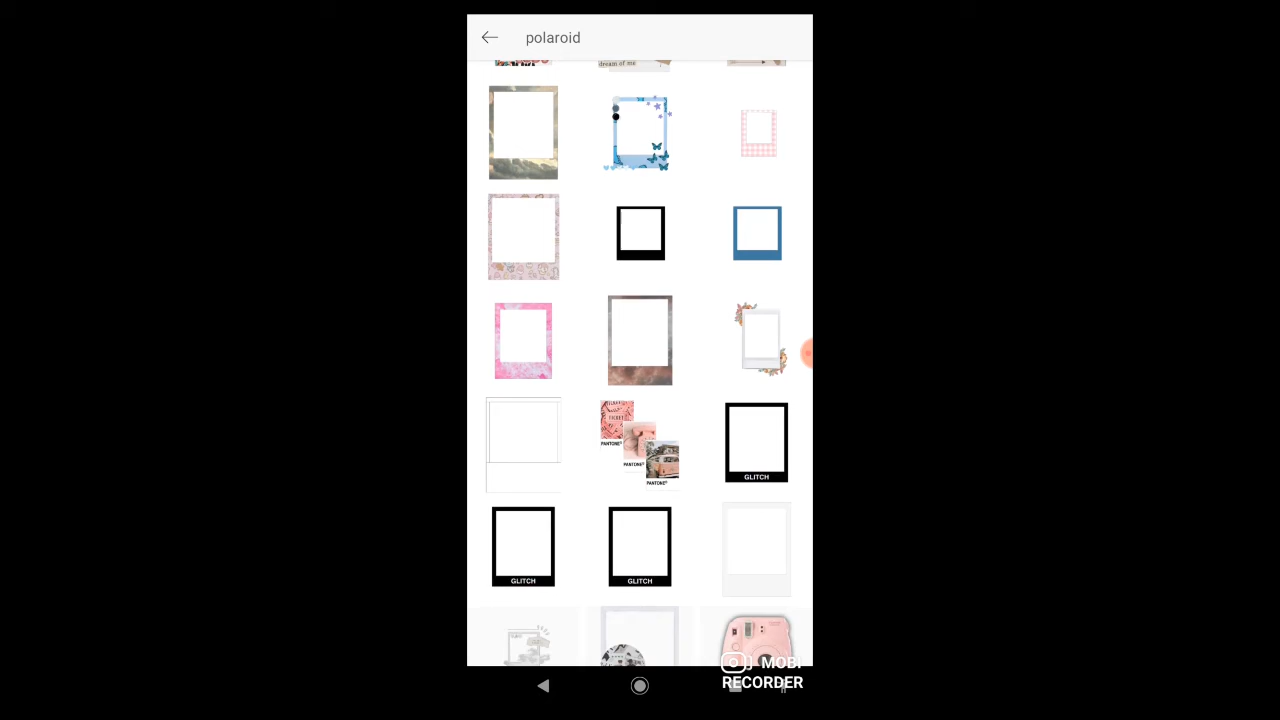 polaroid
dream of me
PANTONE®
PANTONE®
PANTONE®
GLITCH
GLITCH
GLITCH
MOBI
RECORDER